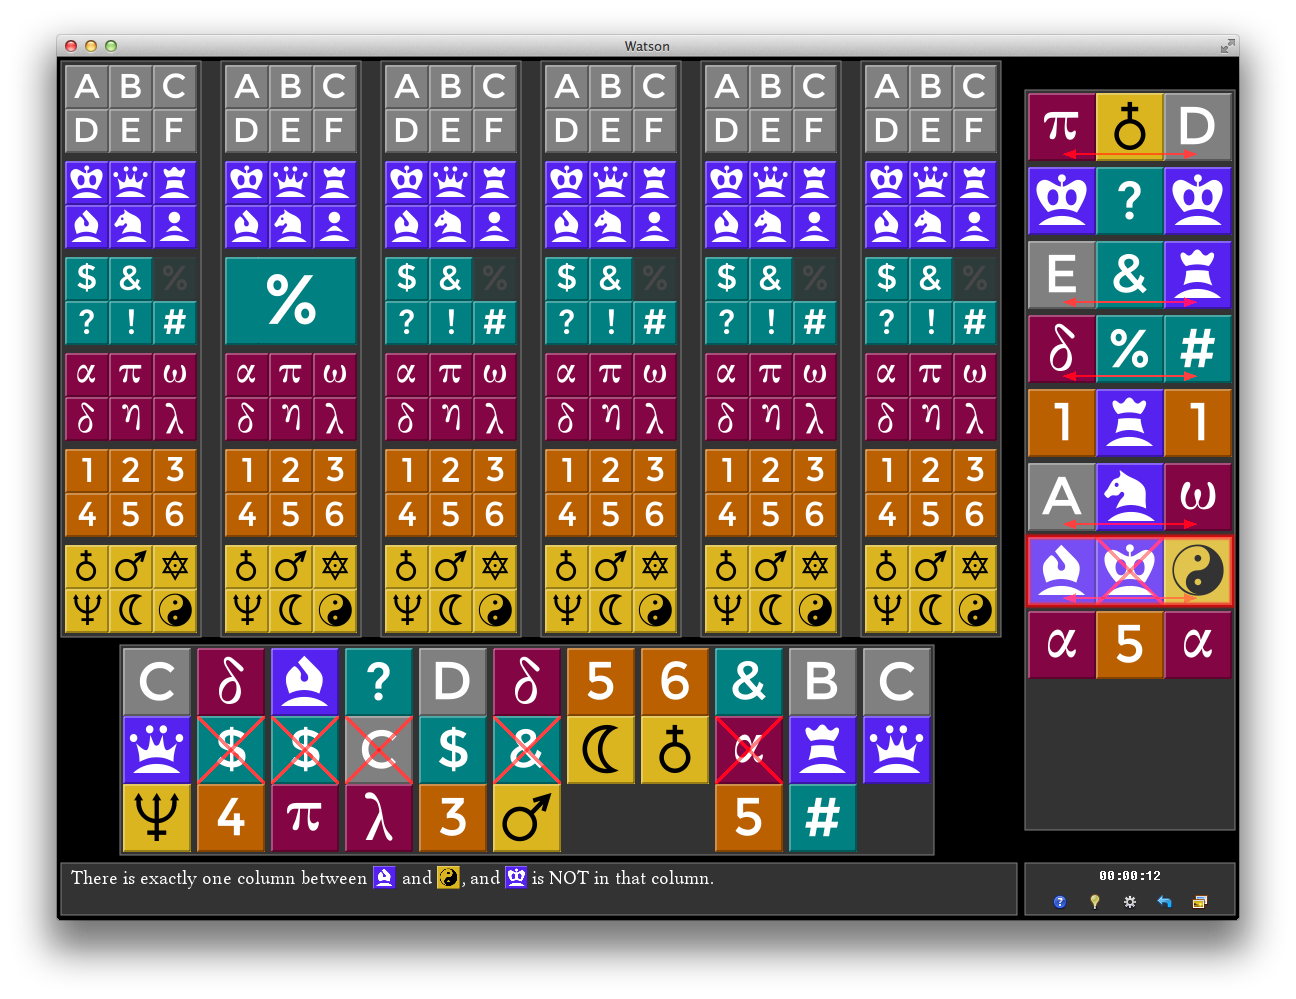 Watson
A B C A B C A B C A B C A B C A B C
D E F D E F D E F D E F D E F D E F
$ & % % $ & % $ & % $ & % $ & %
? ! # ? ! # ? ! # ? ! # ? ! #
α π ω α π ω α π ω α π ω α π ω α π ω
δ η λ δ η λ δ η λ δ η λ δ η λ δ η λ
1 2 3 1 2 3 1 2 3 1 2 3 1 2 3 1 2 3
4 5 6 4 5 6 4 5 6 4 5 6 4 5 6 4 5 6
π ♁ D
?
E &
δ % #
1 1
A ω
α 5 α
C δ ? D δ 5 6 & B C
$ $ C $ & α
4 π λ 3 5 #
There is exactly one column between and , and is NOT in that column.
00:00:12